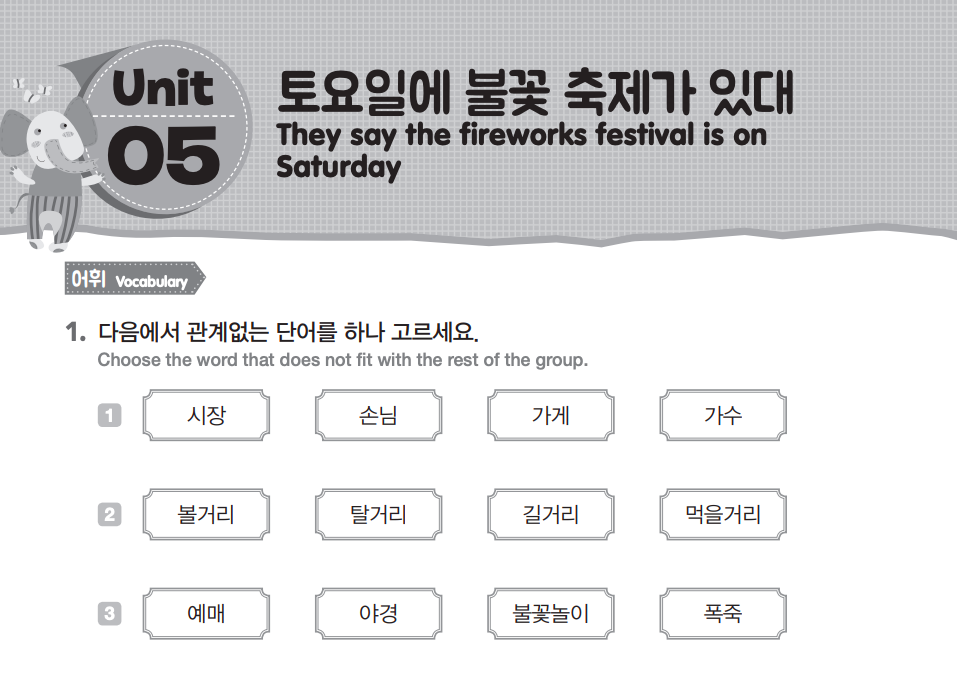 Unit
05
토요일에 불꽃 축제가 있대
They say the fireworks festival is on
Saturday
어휘 Vocabulary
1. 다음에서 관계없는 단어를 하나 고르세요.
Choose the word that does not fit with the rest of the group.
1 시장 손님 가게 가수
2 볼거리 탈거리 길거리 먹을거리
3 예매 야경 불꽃놀이 폭죽